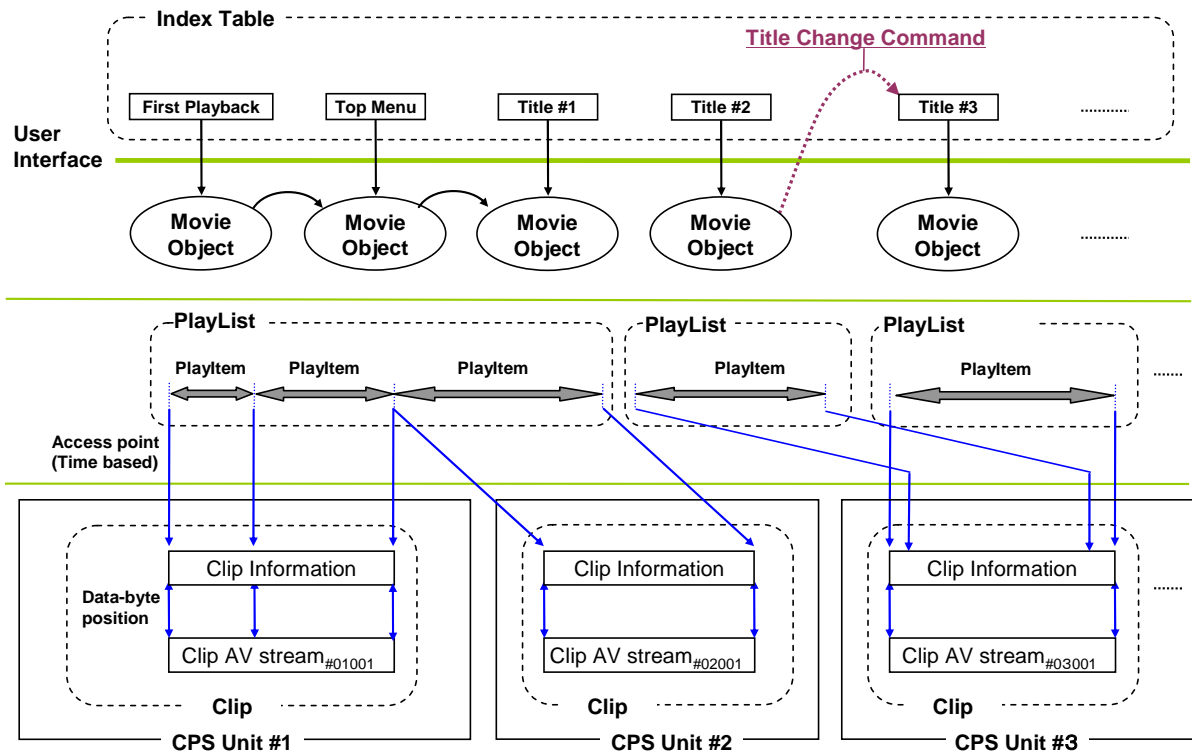 Index Table
Title Change Command
First Playback
Top Menu
Title #1
Title #2
Title #3
...........
User
Interface
Movie
Object
Movie
Object
Movie
Object
Movie
Object
Movie
Object
...........
PlayList
PlayList
PlayList
PlayItem
PlayItem
PlayItem
PlayItem
PlayItem
.......
Access point
(Time based)
Clip Information
Clip Information
Clip Information
Data-byte
position
.......
Clip AV stream#01001
Clip AV stream#02001
Clip AV stream#03001
Clip
Clip
Clip
CPS Unit #1
CPS Unit #2
CPS Unit #3